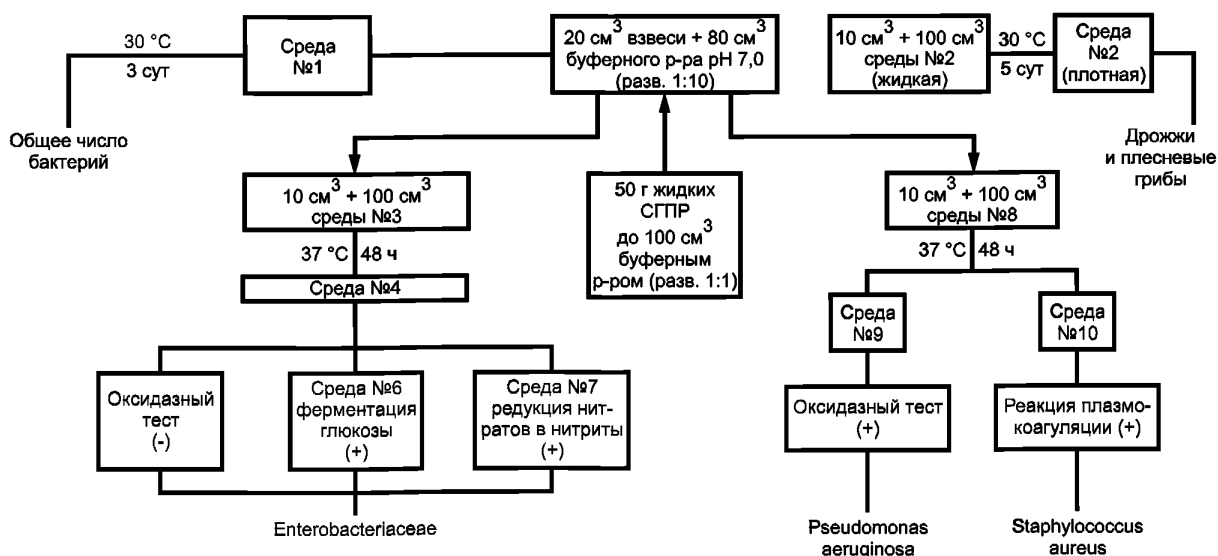 30 °C
3 сут
Общее число
бактерий
Среда
№1
20 см³ взвеси + 80 см³
буферного р-ра pH 7,0
(разв. 1:10)
10 см³ + 100 см³
среды №2
(жидкая)
30 °C
5 сут
Среда
№2
(плотная)
Дрожжи
и плесневые
грибы
10 см³ + 100 см³
среды №3
37 °C 48 ч
Среда №4
50 г жидких
СГПР
до 100 см³
буферным
р-ром (разв. 1:1)
10 см³ + 100 см³
среды №8
37 °C 48 ч
Среда
№9
Среда
№10
Оксидазный
тест
(-)
Среда №6
ферментация
глюкозы
(+)
Среда №7
редукция нит-
ратов в нитриты
(+)
Оксидазный тест
(+)
Реакция плазмо-
коагуляции (+)
Enterobacteriaceae
Pseudomonas
aeruginosa
Staphylococcus
aureus